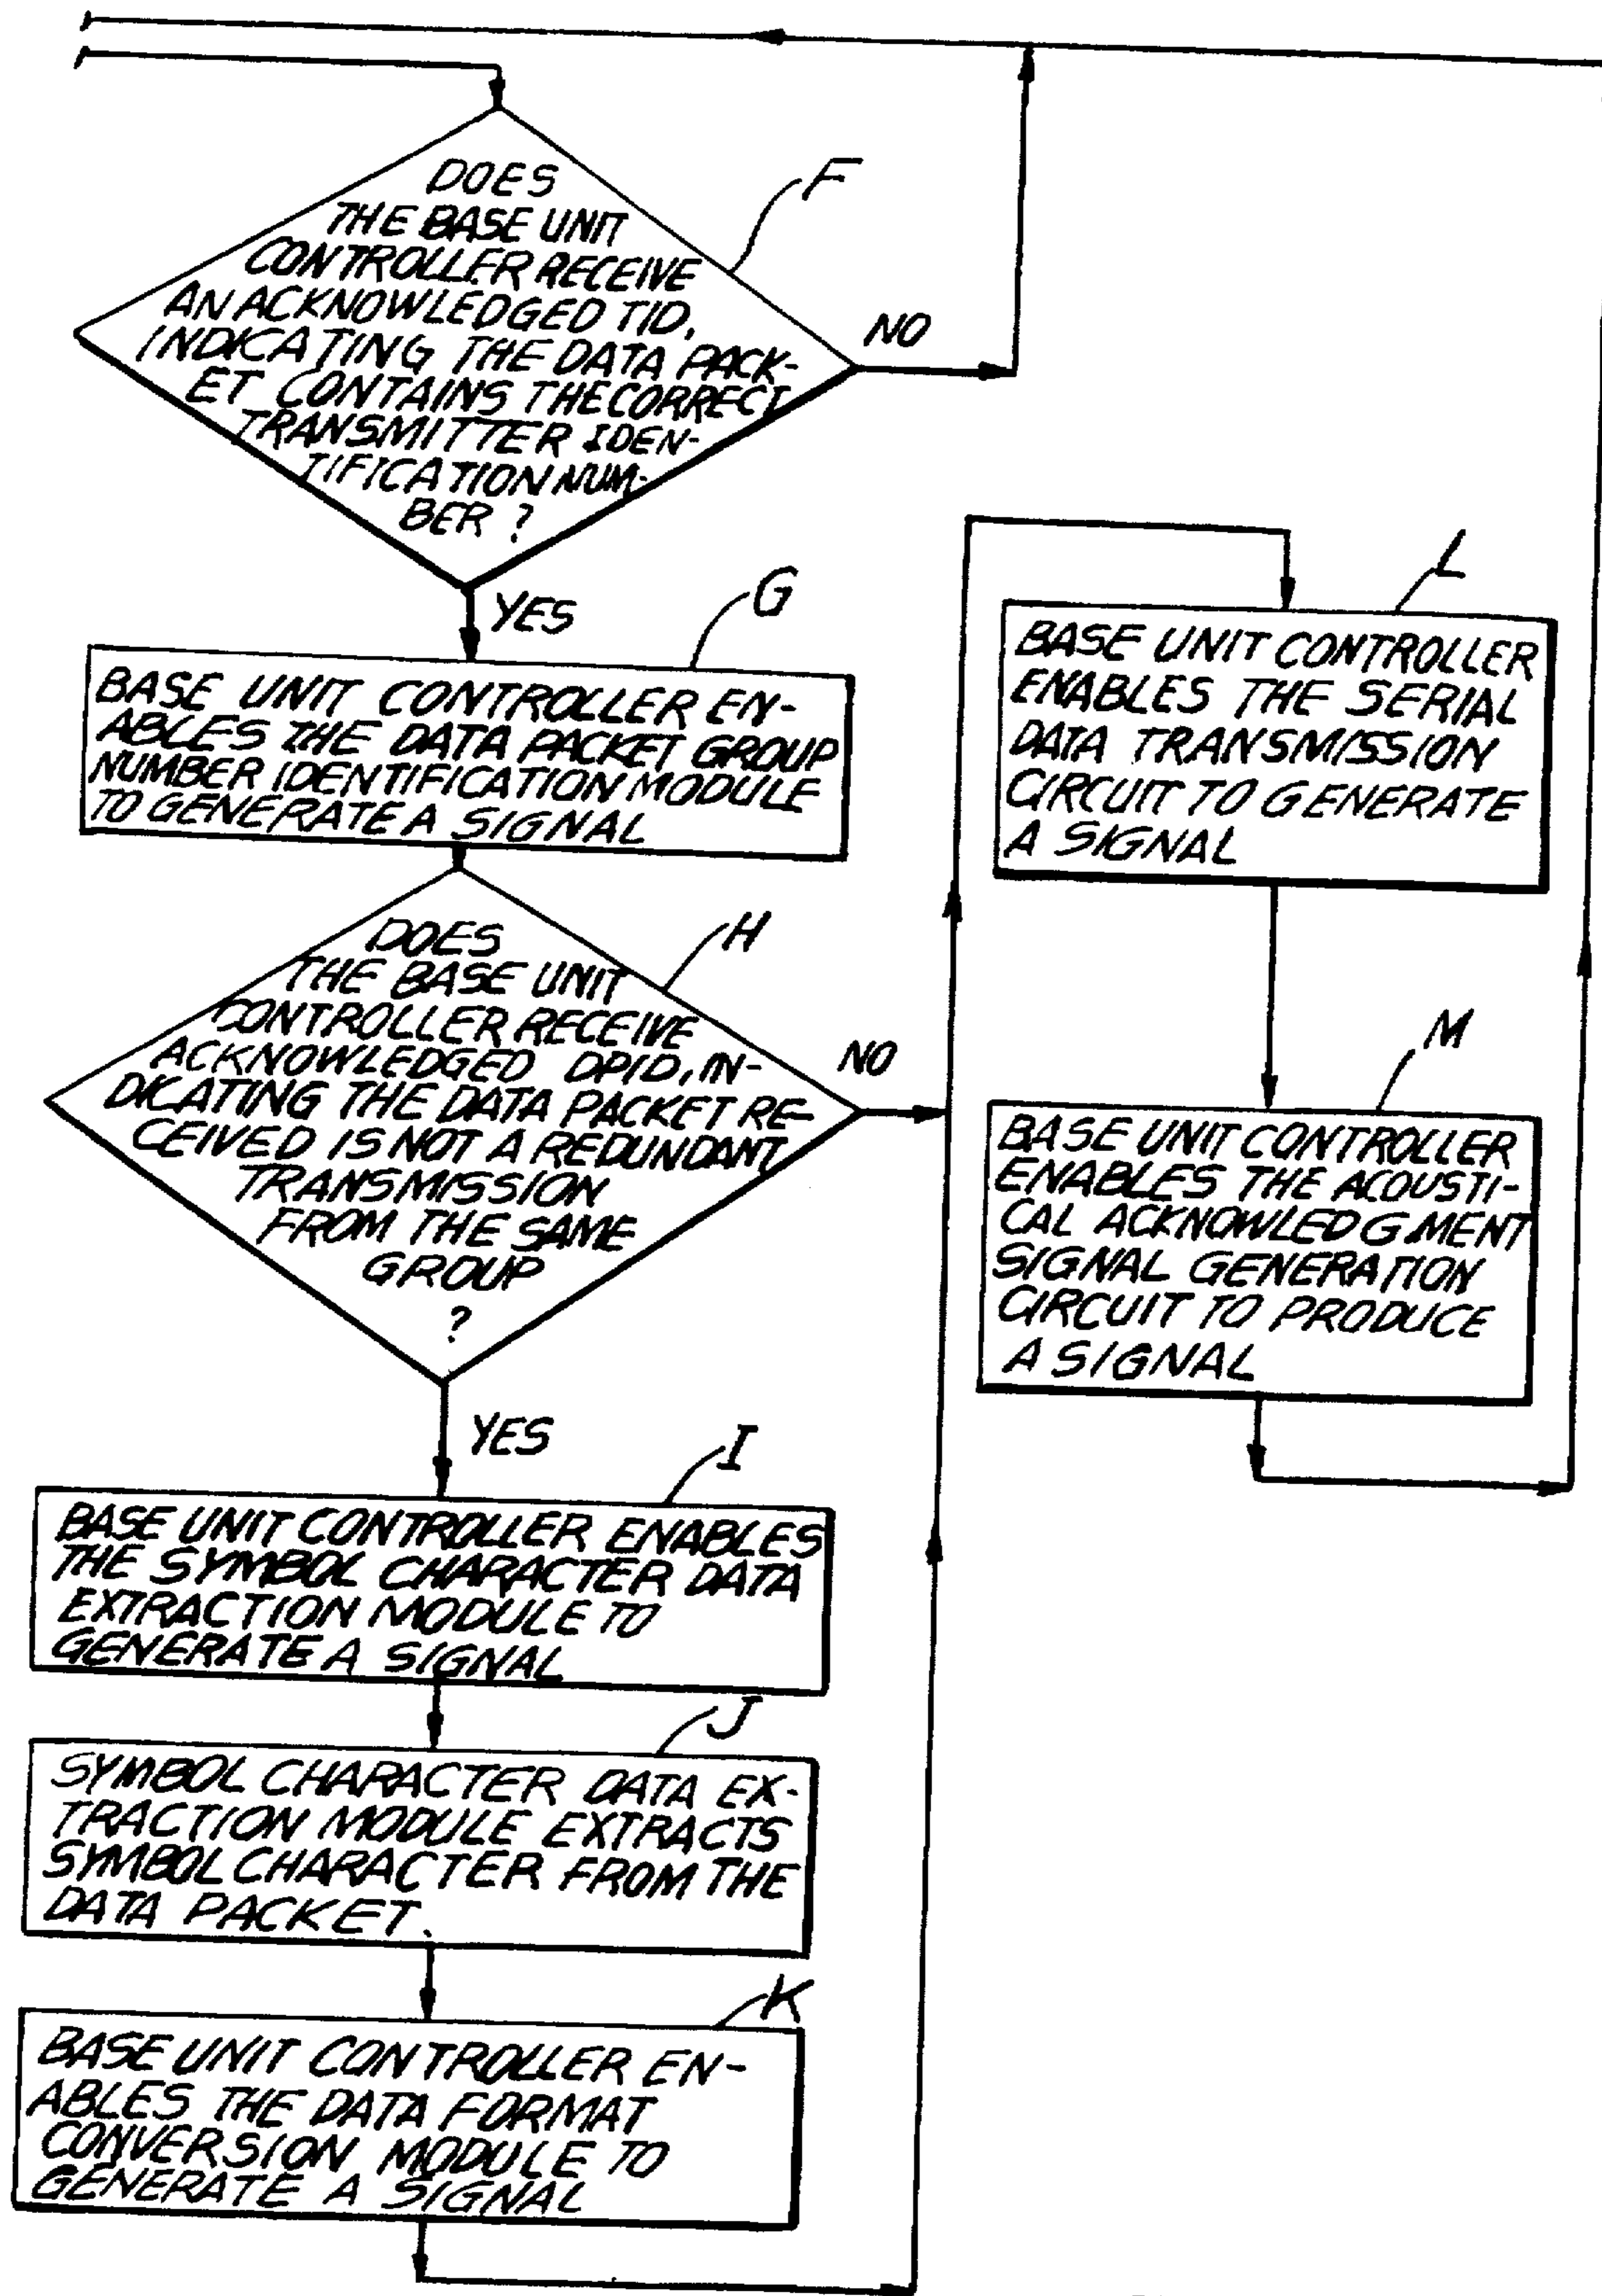 DOES
THE BASE UNIT
CONTROLLER RECEIVE
AN ACKNOWLEDGED TID,
INDICATING THE DATA PACK-
ET CONTAINS THE CORRECT
TRANSMITTER IDEN-
TIFICATION NUM-
BER ?
F
NO
YES
G
BASE UNIT CONTROLLER EN-
ABLES THE DATA PACKET GROUP
NUMBER IDENTIFICATION MODULE
TO GENERATE A SIGNAL
DOES
THE BASE UNIT
CONTROLLER RECEIVE
ACKNOWLEDGED DPID, IN-
DICATING THE DATA PACKET RE-
CEIVED IS NOT A REDUNDANT
TRANSMISSION
FROM THE SAME
GROUP
?
H
NO
YES
I
BASE UNIT CONTROLLER ENABLES
THE SYMBOL CHARACTER DATA
EXTRACTION MODULE TO
GENERATE A SIGNAL
J
SYMBOL CHARACTER DATA EX-
TRACTION MODULE EXTRACTS
SYMBOL CHARACTER FROM THE
DATA PACKET.
K
BASE UNIT CONTROLLER EN-
ABLES THE DATA FORMAT
CONVERSION MODULE TO
GENERATE A SIGNAL
L
BASE UNIT CONTROLLER
ENABLES THE SERIAL
DATA TRANSMISSION
CIRCUIT TO GENERATE
A SIGNAL
M
BASE UNIT CONTROLLER
ENABLES THE ACOUSTI-
CAL ACKNOWLEDGMENT
SIGNAL GENERATION
CIRCUIT TO PRODUCE
A SIGNAL